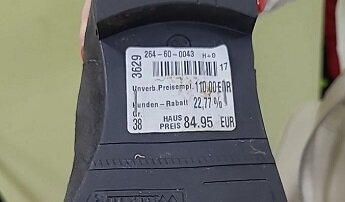 264-60-0043 H+D
3629
17
Unverb.Preisempf. 110,00 EUR
Kunden - Rabatt 22,77 %
Gr.
38
HAUS
PREIS 84.95 EUR